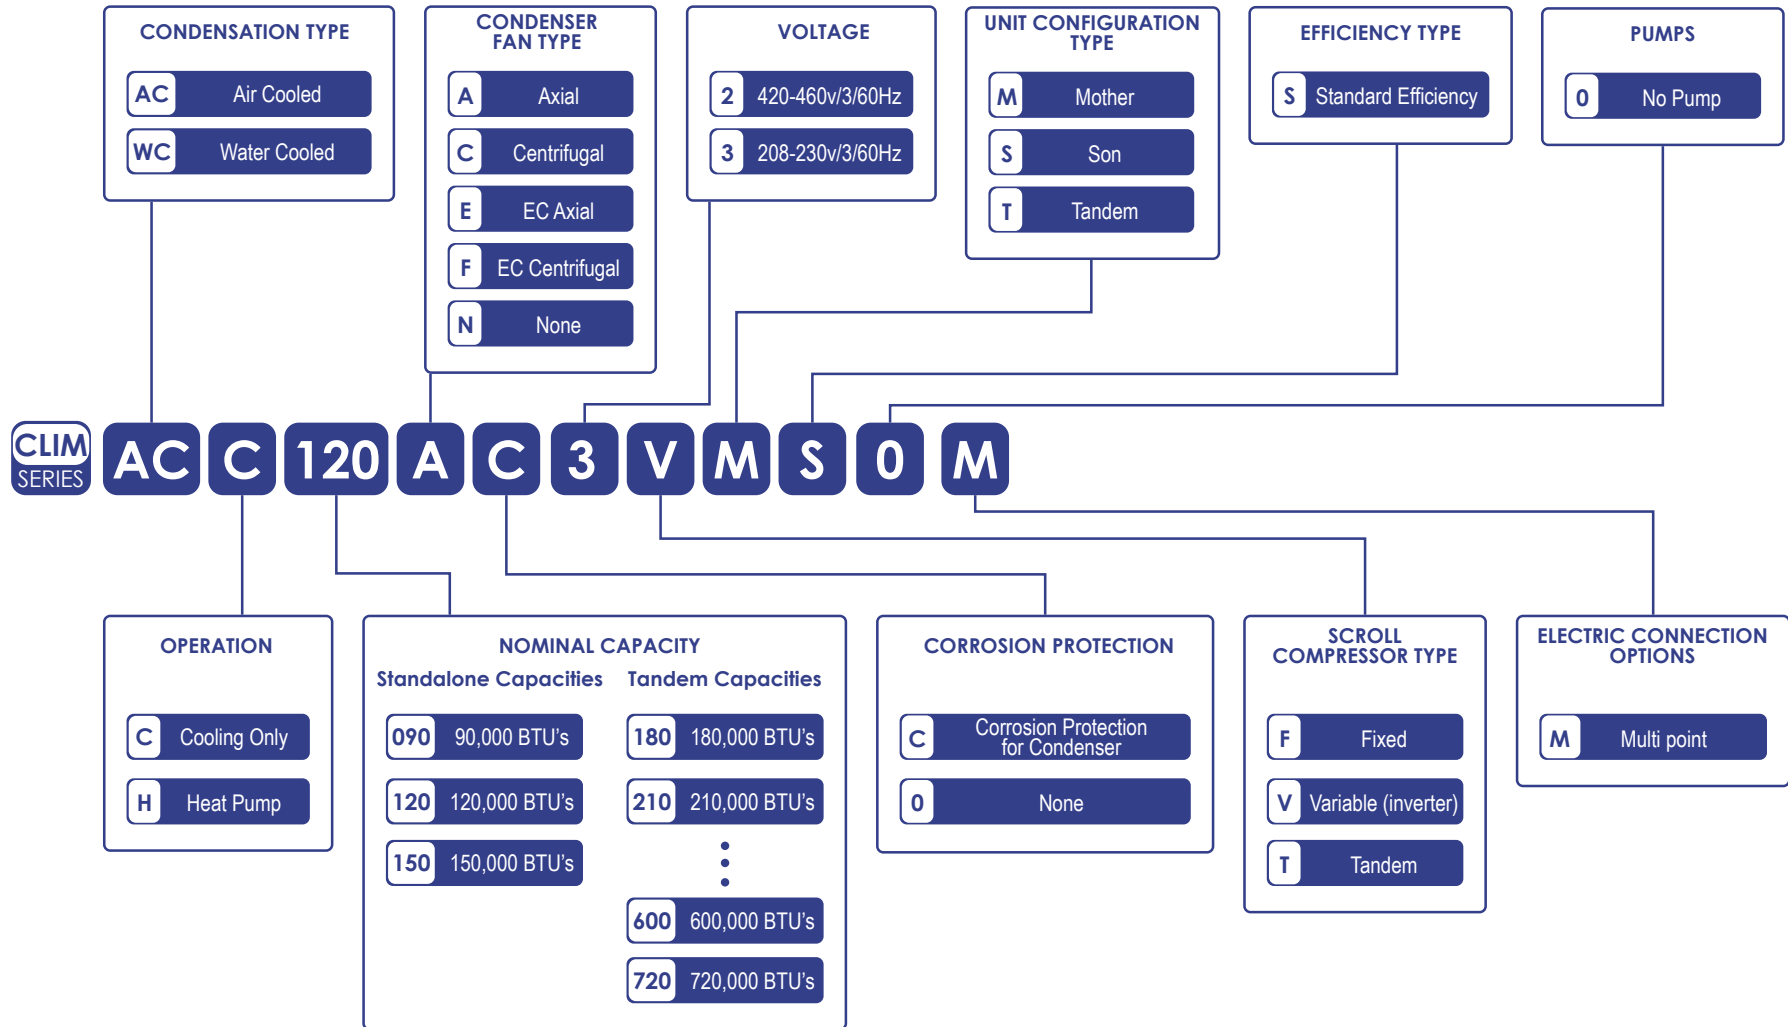 CONDENSATION TYPE
AC Air Cooled
WC Water Cooled
CONDENSER
FAN TYPE
A Axial
C Centrifugal
E EC Axial
F EC Centrifugal
N None
VOLTAGE
2 420-460v/3/60Hz
3 208-230v/3/60Hz
UNIT CONFIGURATION
TYPE
M Mother
S Son
T Tandem
EFFICIENCY TYPE
S Standard Efficiency
PUMPS
0 No Pump
CLIM
SERIES
AC C 120 A C 3 V M S 0 M
OPERATION
C Cooling Only
H Heat Pump
NOMINAL CAPACITY
Standalone Capacities
090 90,000 BTU's
120 120,000 BTU's
150 150,000 BTU's
Tandem Capacities
180 180,000 BTU's
210 210,000 BTU's
600 600,000 BTU's
720 720,000 BTU's
CORROSION PROTECTION
C Corrosion Protection
for Condenser
0 None
SCROLL
COMPRESSOR TYPE
F Fixed
V Variable (inverter)
T Tandem
ELECTRIC CONNECTION
OPTIONS
M Multi point